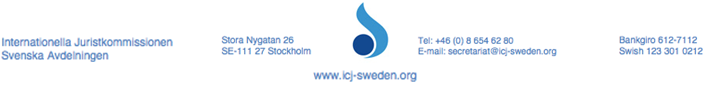 Internationella Juristkommissionen
Svenska Avdelningen
Stora Nygatan 26
SE-111 27 Stockholm
Tel: +46 (0) 8 654 62 80
E-mail: secretariat@icj-sweden.org
Bankgiro 612-7112
Swish 123 301 0212
www.icj-sweden.org